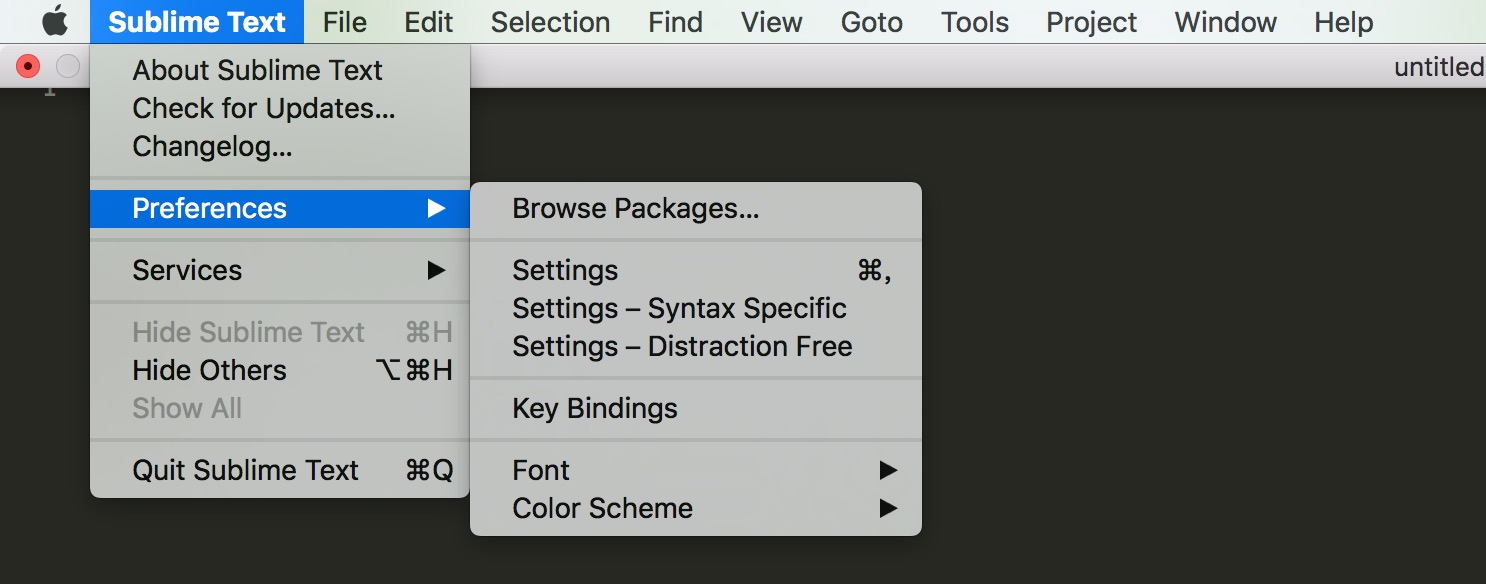 Sublime Text File Edit Selection Find View Goto Tools Project Window Help
untitled
1
About Sublime Text
Check for Updates...
Changelog...
Preferences ▶
Services ▶
Hide Sublime Text ⌘H
Hide Others ⌥⌘H
Show All
Quit Sublime Text ⌘Q
Browse Packages...
Settings ⌘,
Settings – Syntax Specific
Settings – Distraction Free
Key Bindings
Font ▶
Color Scheme ▶